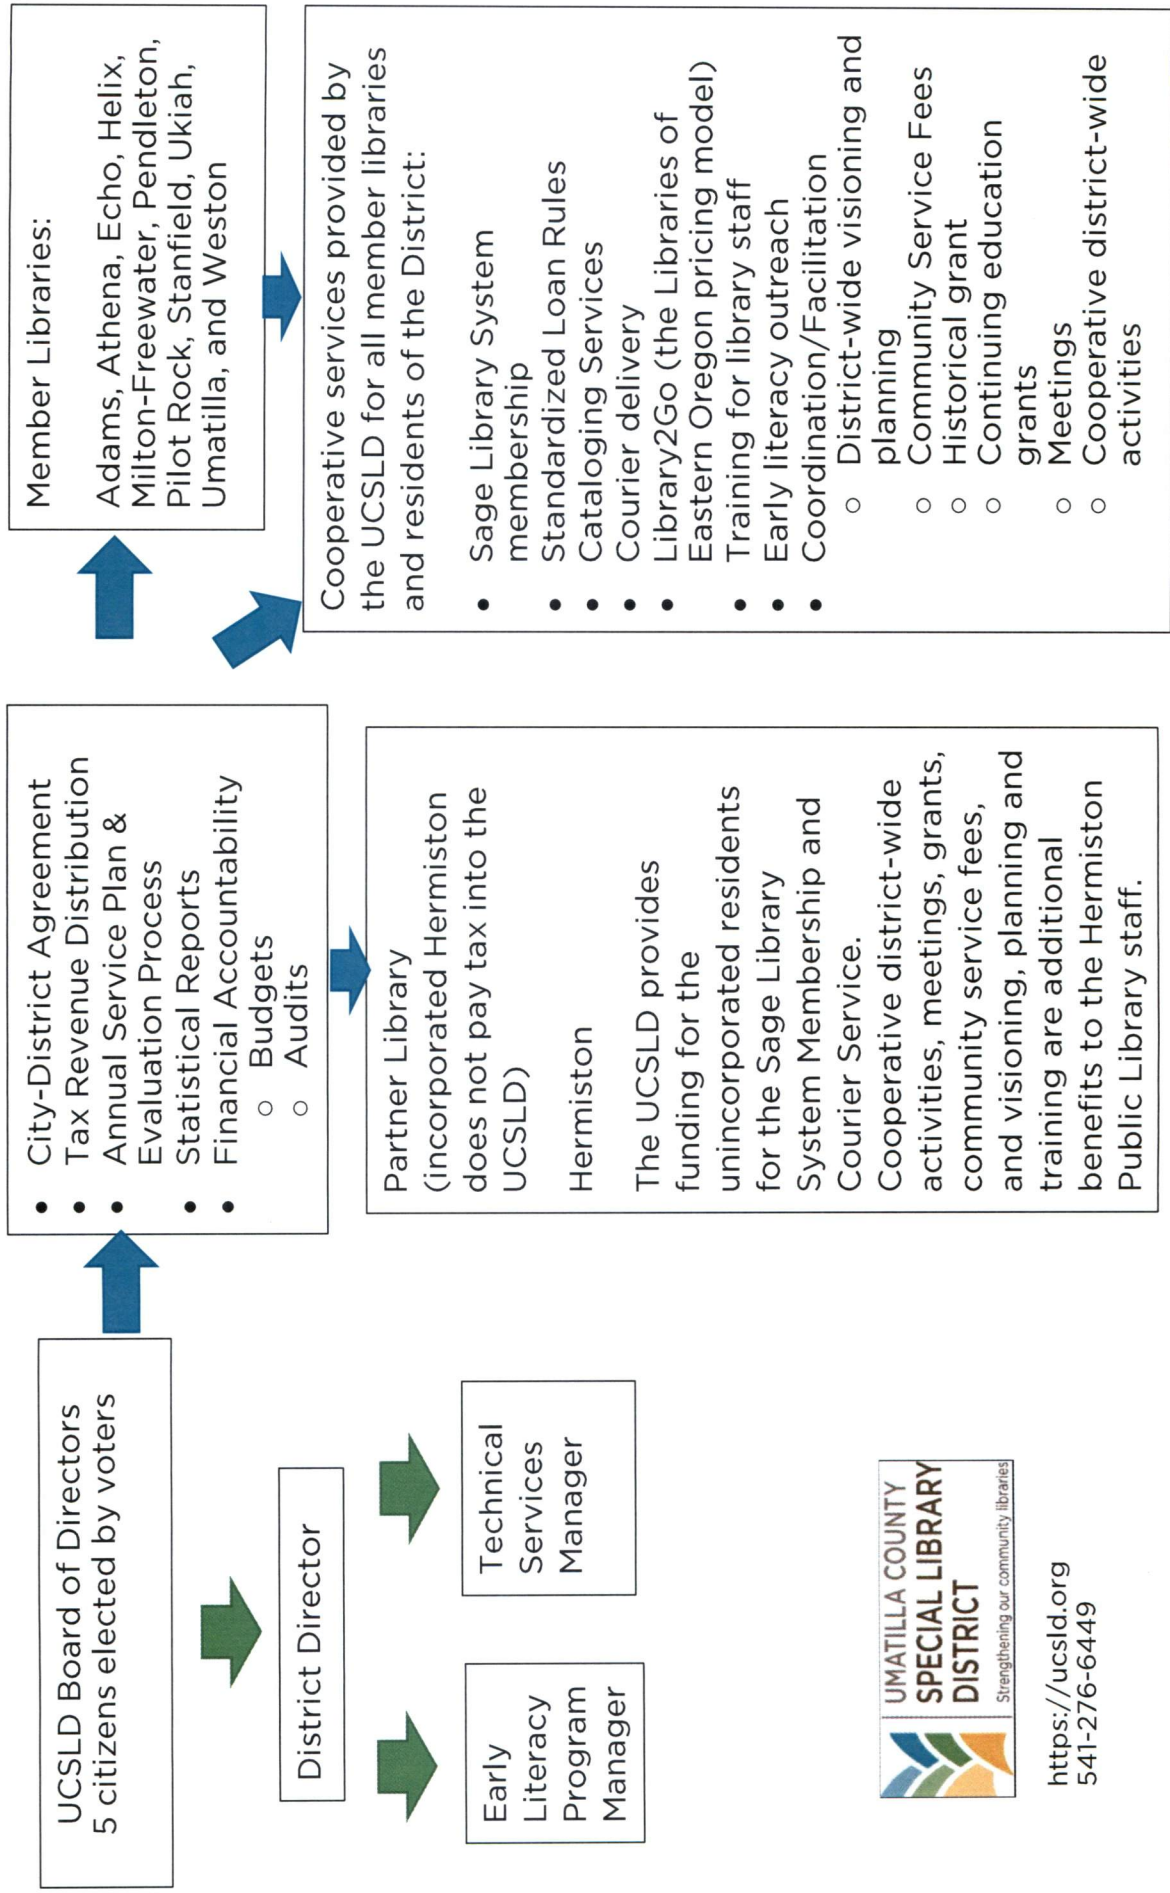 UCSLD Board of Directors
5 citizens elected by voters
District Director
Early
Literacy
Program
Manager
Technical
Services
Manager
UMATILLA COUNTY
SPECIAL LIBRARY
DISTRICT
Strengthening our community libraries
https://ucsld.org
541-276-6449
• City-District Agreement
• Tax Revenue Distribution
• Annual Service Plan &
Evaluation Process
• Statistical Reports
• Financial Accountability
○ Budgets
○ Audits
Partner Library
(incorporated Hermiston
does not pay tax into the
UCSLD)
Hermiston
The UCSLD provides
funding for the
unincorporated residents
for the Sage Library
System Membership and
Courier Service.
Cooperative district-wide
activities, meetings, grants,
community service fees,
and visioning, planning and
training are additional
benefits to the Hermiston
Public Library staff.
Member Libraries:
Adams, Athena, Echo, Helix,
Milton-Freewater, Pendleton,
Pilot Rock, Stanfield, Ukiah,
Umatilla, and Weston
Cooperative services provided by
the UCSLD for all member libraries
and residents of the District:
• Sage Library System
membership
• Standardized Loan Rules
• Cataloging Services
• Courier delivery
• Library2Go (the Libraries of
Eastern Oregon pricing model)
• Training for library staff
• Early literacy outreach
• Coordination/Facilitation
○ District-wide visioning and
planning
○ Community Service Fees
○ Historical grant
○ Continuing education
grants
○ Meetings
○ Cooperative district-wide
activities